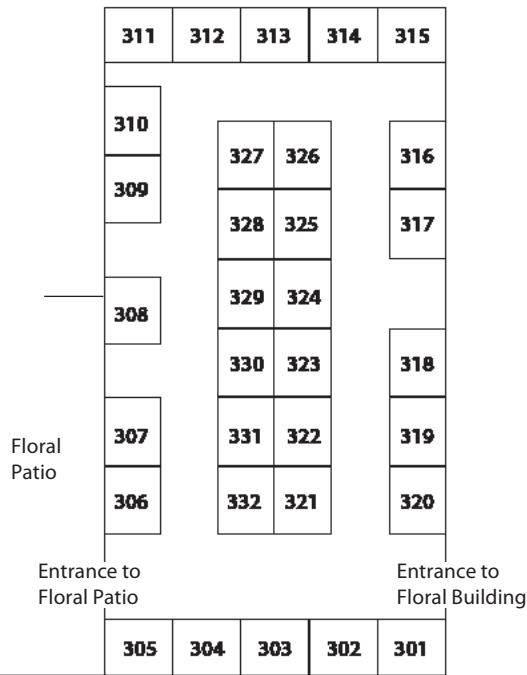 311 312 313 314 315
310
327 326 316
309
328 325 317
329 324
308
330 323 318
307 331 322 319
Floral
Patio
306 332 321 320
Entrance to
Floral Patio
Entrance to
Floral Building
305 304 303 302 301